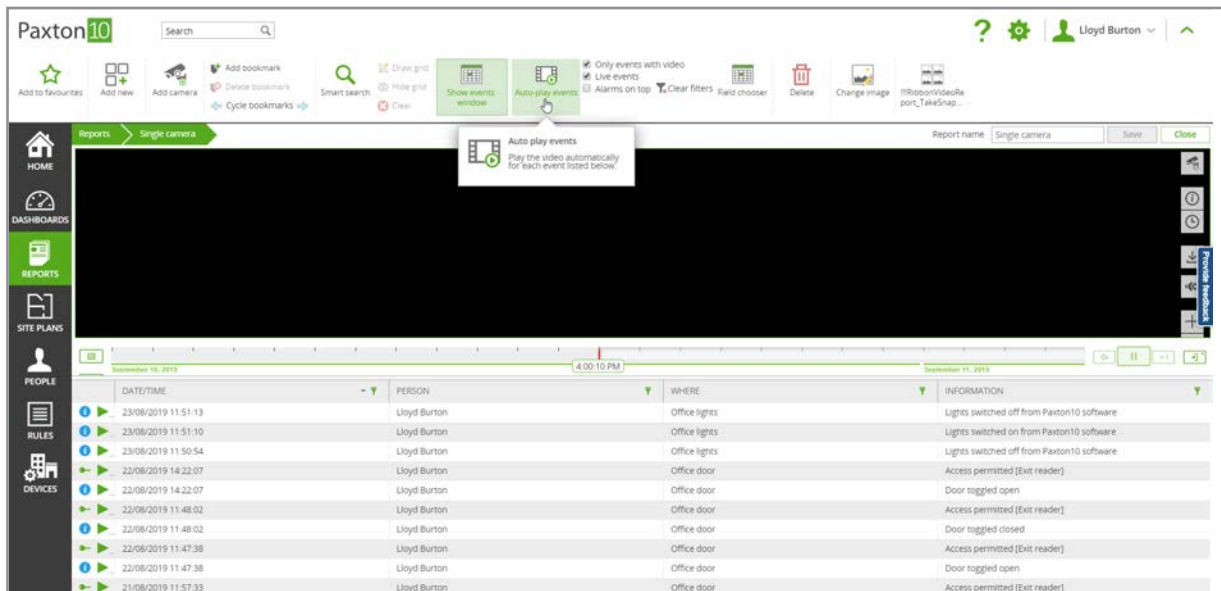 Paxton10
Search
Lloyd Burton
Add to favourites
Add new
Add camera
Add bookmark
Delete bookmark
Cycle bookmarks
Smart search
Draw grid
Hide grid
Clear
Show events
window
Auto-play events
Only events with video
Live events
Alarms on top
Clear filters
Field chooser
Delete
Change image
!!RibbonVideoRe
port_TakeSnap...
Reports
Single camera
Report name
Single camera
Save
Close
Auto play events
Play the video automatically
for each event listed below.
HOME
DASHBOARDS
REPORTS
SITE PLANS
PEOPLE
RULES
DEVICES
Provide feedback
4:00:10 PM
September 10, 2019
September 11, 2019
DATE/TIME PERSON WHERE INFORMATION
23/08/2019 11:51:13 Lloyd Burton Office lights Lights switched off from Paxton10 software
23/08/2019 11:51:10 Lloyd Burton Office lights Lights switched on from Paxton10 software
23/08/2019 11:50:54 Lloyd Burton Office lights Lights switched off from Paxton10 software
22/08/2019 14:22:07 Lloyd Burton Office door Access permitted [Exit reader]
22/08/2019 14:22:07 Lloyd Burton Office door Door toggled open
22/08/2019 11:48:02 Lloyd Burton Office door Access permitted [Exit reader]
22/08/2019 11:48:02 Lloyd Burton Office door Door toggled closed
22/08/2019 11:47:38 Lloyd Burton Office door Access permitted [Exit reader]
22/08/2019 11:47:38 Lloyd Burton Office door Door toggled open
21/08/2019 11:57:33 Lloyd Burton Office door Access permitted [Exit reader]